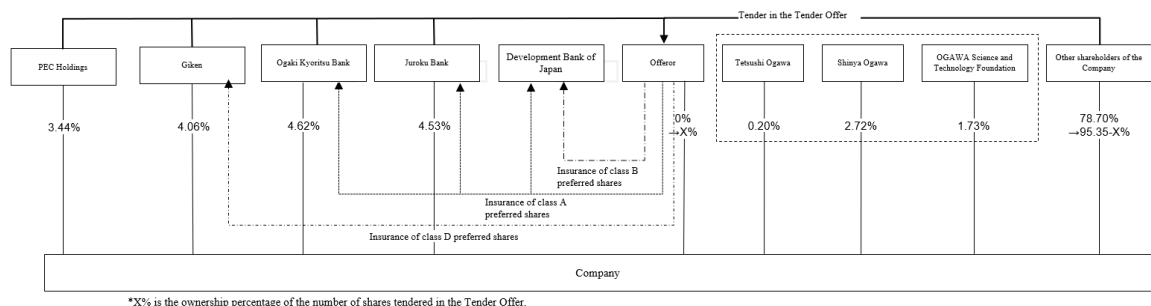 Tender in the Tender Offer
PEC Holdings
Giken
Ogaki Kyoritsu Bank
Juroku Bank
Development Bank of
Japan
Offeror
Tetsushi Ogawa
Shinya Ogawa
OGAWA Science and
Technology Foundation
Other shareholders of the
Company
3.44%
4.06%
4.62%
4.53%
0%
→X%
0.20%
2.72%
1.73%
78.70%
→95.35-X%
Insurance of class B
preferred shares
Insurance of class A
preferred shares
Insurance of class D preferred shares
Company
*X% is the ownership percentage of the number of shares tendered in the Tender Offer.